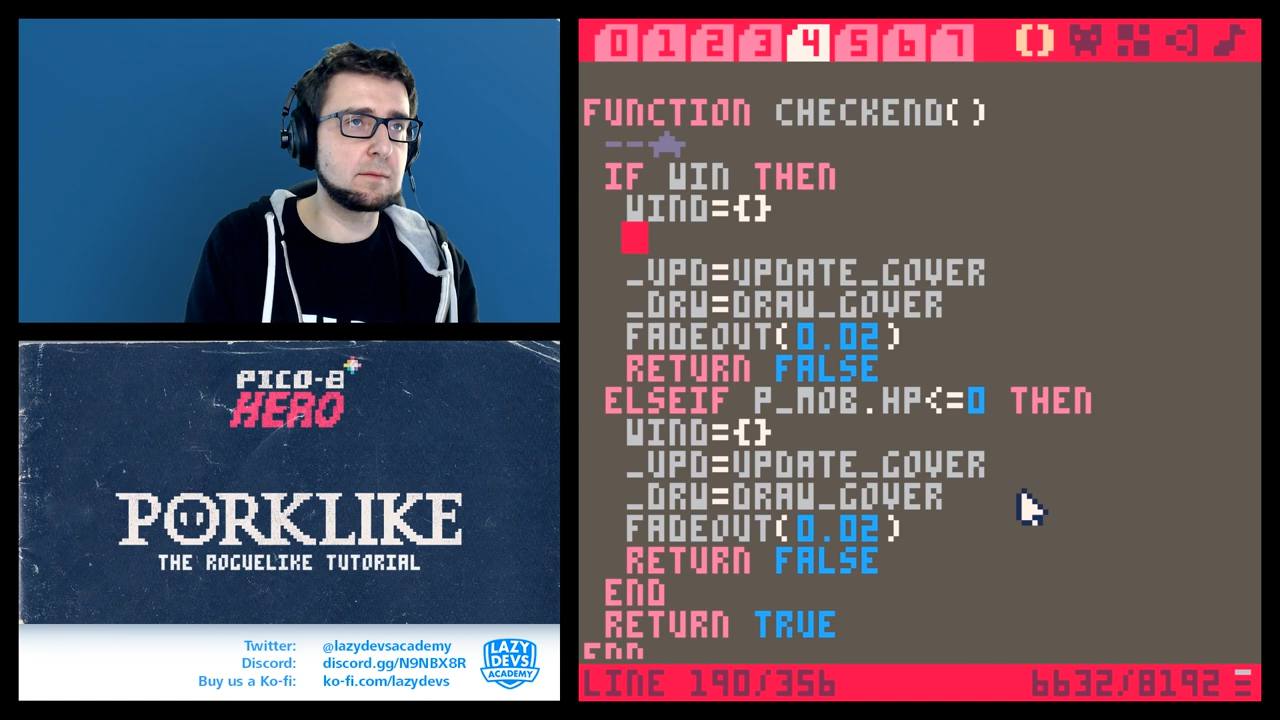 0 1 2 3 4 5 6 7 ()
FUNCTION CHECKEND()
--
IF WIN THEN
WIND={}
_UPD=UPDATE_GOVER
_DRW=DRAW_GOVER
FADEOUT(0.02)
RETURN FALSE
ELSEIF P_MOB.HP<=0 THEN
WIND={}
_UPD=UPDATE_GOVER
_DRW=DRAW_GOVER
FADEOUT(0.02)
RETURN FALSE
END
RETURN TRUE
END
LINE 190/356 6632/8192
PICO-8
HERO
PORKLIKE
THE ROGUELIKE TUTORIAL
Twitter: @lazydevsacademy
Discord: discord.gg/N9NBX8R
Buy us a Ko-fi: ko-fi.com/lazydevs
LAZY
DEVS
ACADEMY